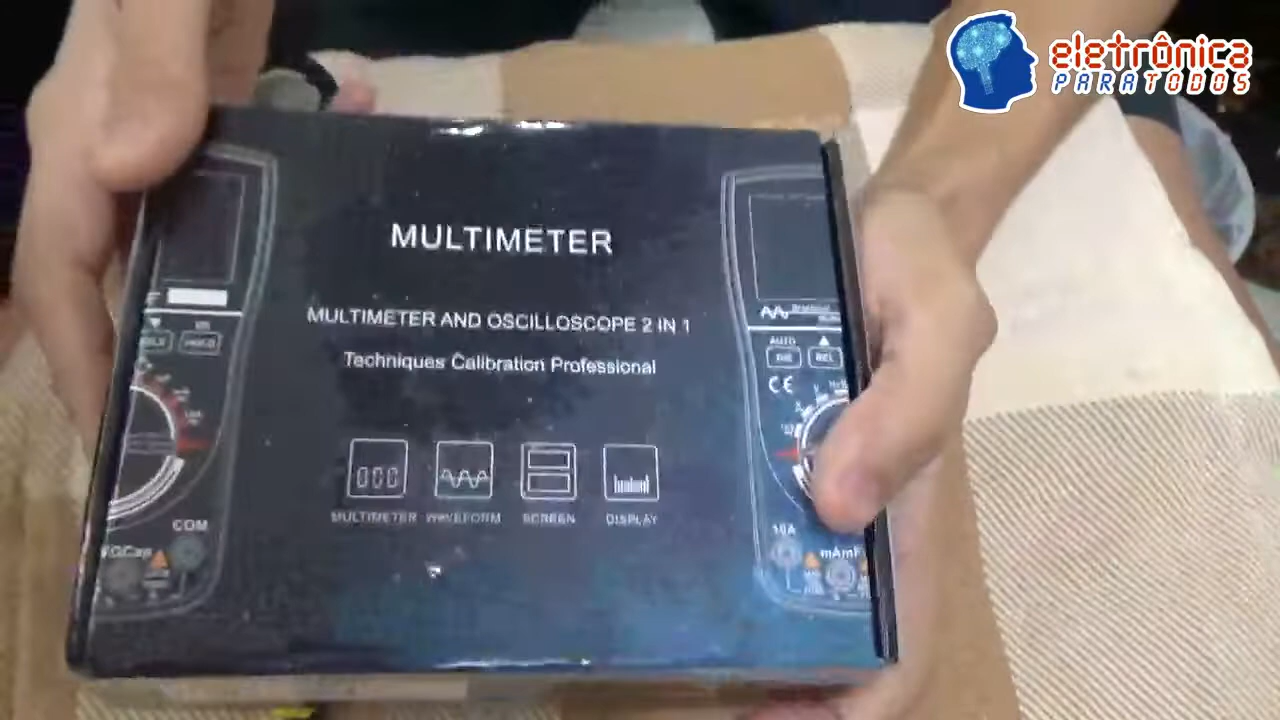 eletrônica
PARATODOS
MULTIMETER
MULTIMETER AND OSCILLOSCOPE 2 IN 1
Techniques Calibration Professional
000
MULTIMETER WAVEFORM SCREEN DISPLAY
AUTO
REL
CE
COM
10A